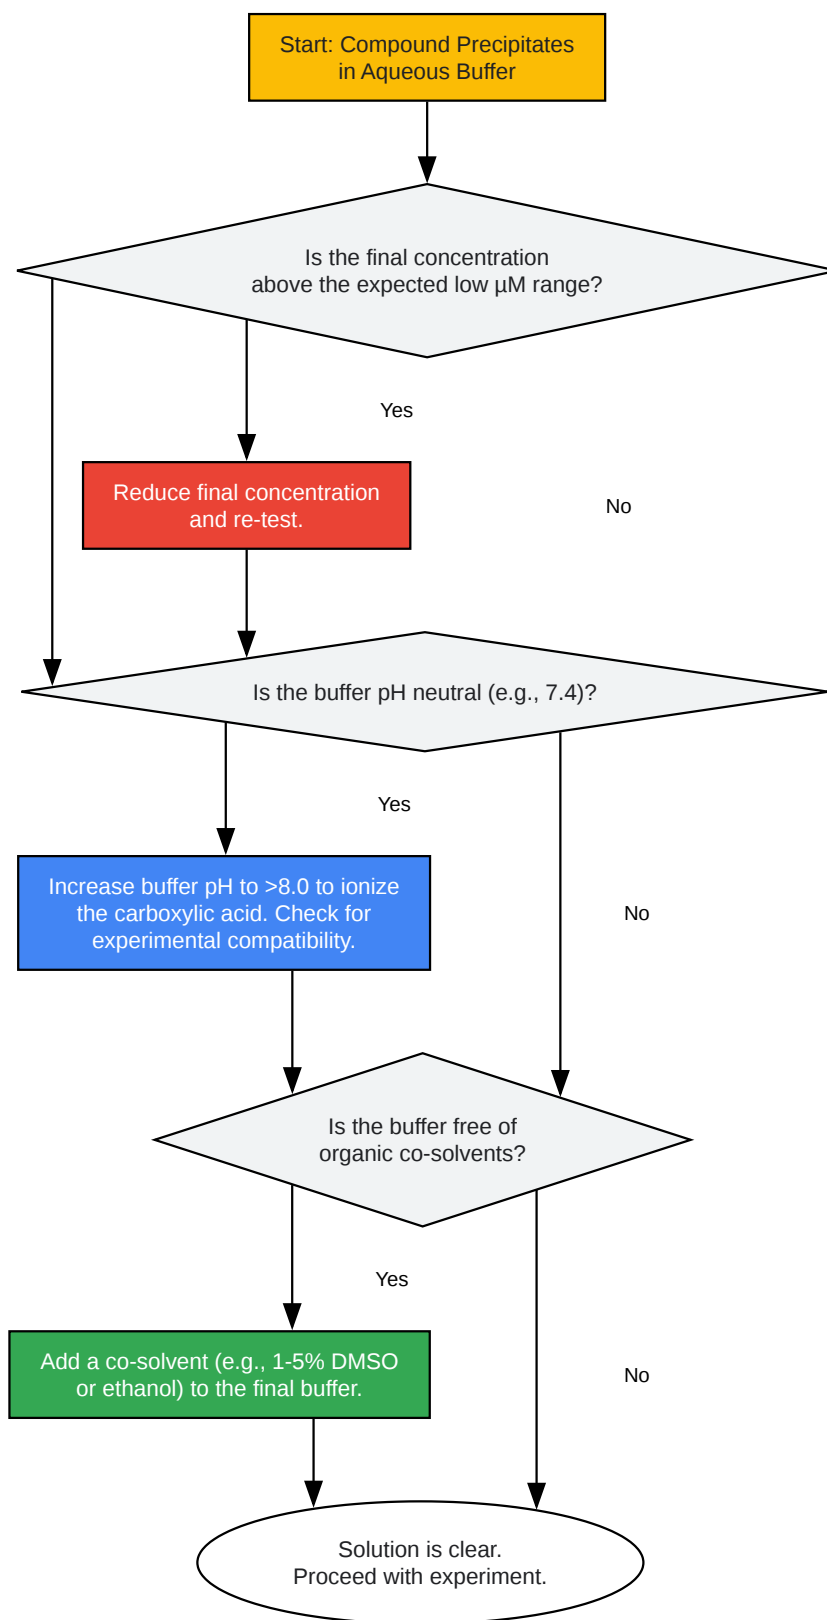 Start: Compound Precipitates
in Aqueous Buffer
Is the final concentration
above the expected low µM range?
Yes
Reduce final concentration
and re-test.
No
Is the buffer pH neutral (e.g., 7.4)?
Yes
Increase buffer pH to >8.0 to ionize
the carboxylic acid. Check for
experimental compatibility.
No
Is the buffer free of
organic co-solvents?
Yes
Add a co-solvent (e.g., 1-5% DMSO
or ethanol) to the final buffer.
No
Solution is clear.
Proceed with experiment.